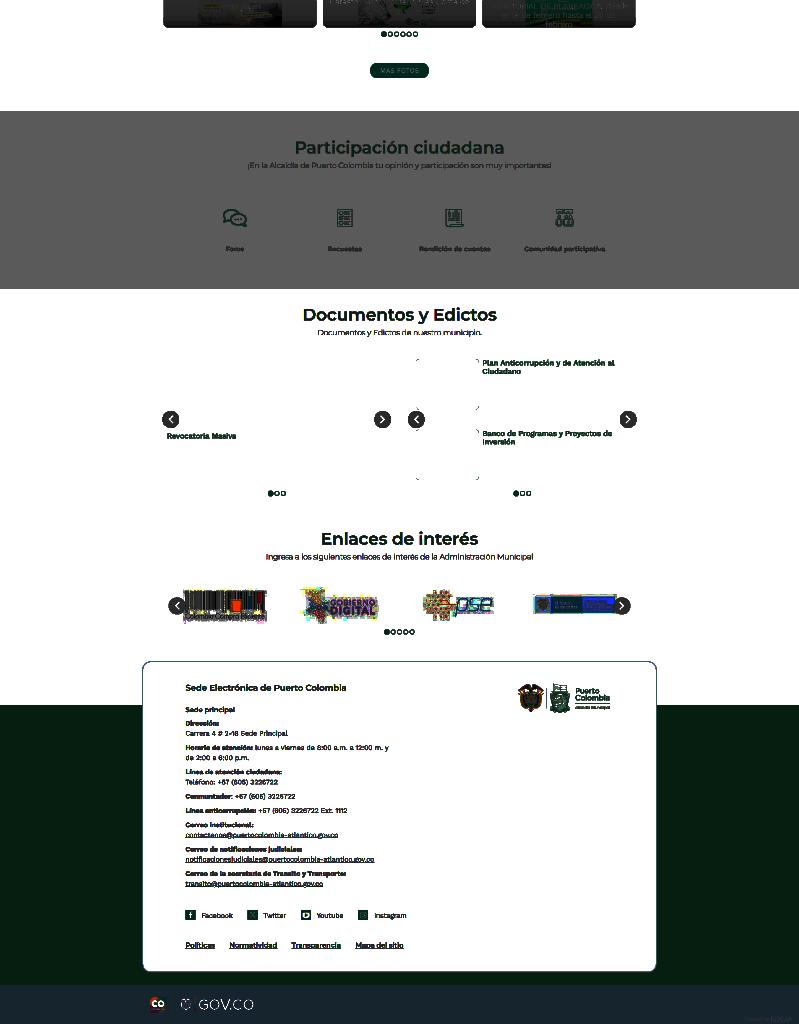 MÁS FOTOS
Participación ciudadana
¡En la Alcaldía de Puerto Colombia tu opinión y participación son muy importantes!
Foros
Encuestas
Rendición de cuentas
Comunidad participativa
Documentos y Edictos
Documentos y Edictos de nuestro municipio.
Plan Anticorrupción y de Atención al
Ciudadano
Revocatoria Masiva
Banco de Programas y Proyectos de
Inversión
Enlaces de interés
Ingresa a los siguientes enlaces de interés de la Administración Municipal
GOBIERNO
DIGITAL
Sede Electrónica de Puerto Colombia
Puerto
Colombia
Sede principal
Dirección:
Carrera 4 # 2-18 Sede Principal
Horario de atención: lunes a viernes de 8:00 a.m. a 12:00 m. y
de 2:00 a 6:00 p.m.
Línea de atención ciudadana:
Teléfono: +57 (605) 3226722
Conmutador: +57 (605) 3226722
Línea anticorrupción: +57 (605) 3226722 Ext. 1112
Correo institucional:
contactenos@puertocolombia-atlantico.gov.co
Correo de notificaciones judiciales:
notificacionesjudiciales@puertocolombia-atlantico.gov.co
Correo de la secretaria de Transito y Transporte:
transito@puertocolombia-atlantico.gov.co
Facebook
Twitter
Youtube
Instagram
Políticas
Normatividad
Transparencia
Mapa del sitio
CO
GOV.CO